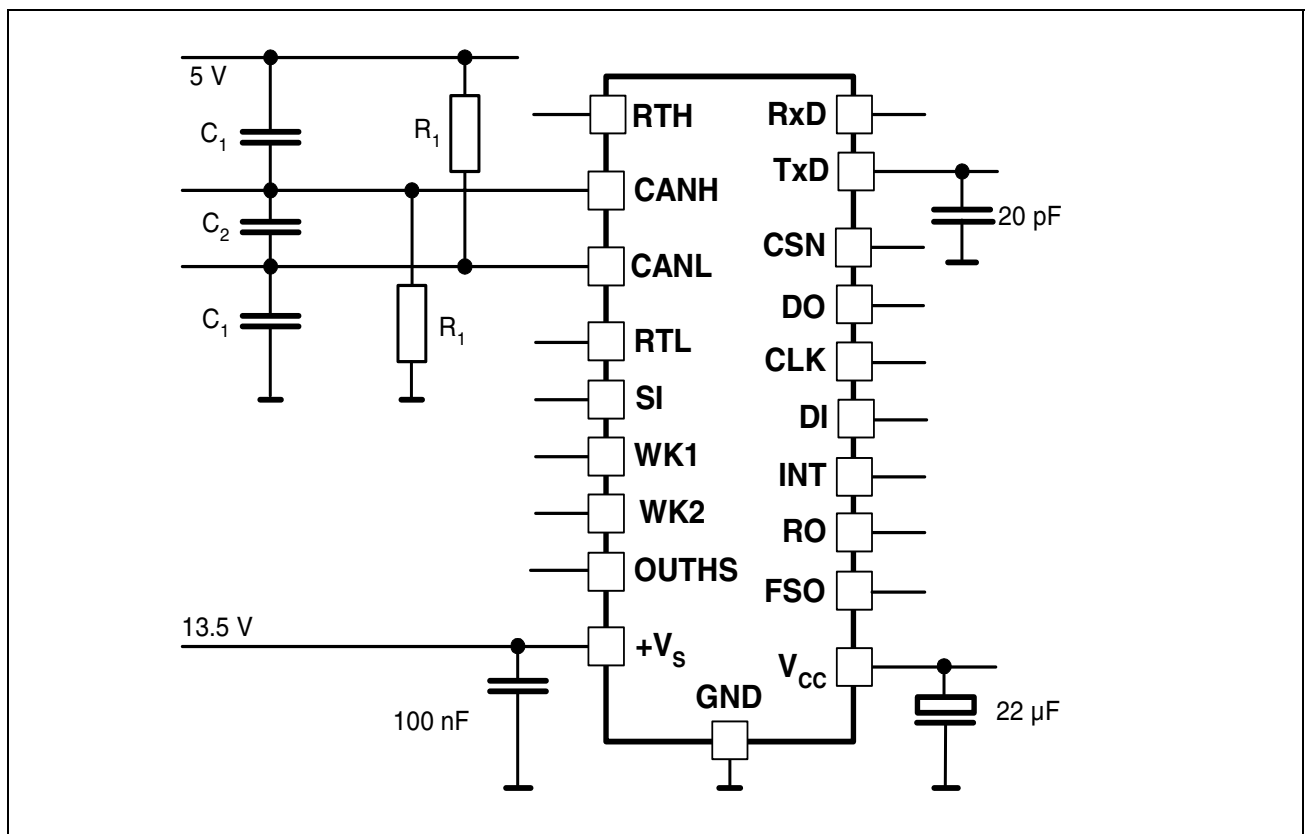 5 V
C1
R1
C2
C1
R1
13.5 V
100 nF
RTH
CANH
CANL
RTL
SI
WK1
WK2
OUTHS
+VS
GND
RxD
TxD
CSN
DO
CLK
DI
INT
RO
FSO
VCC
20 pF
22 µF